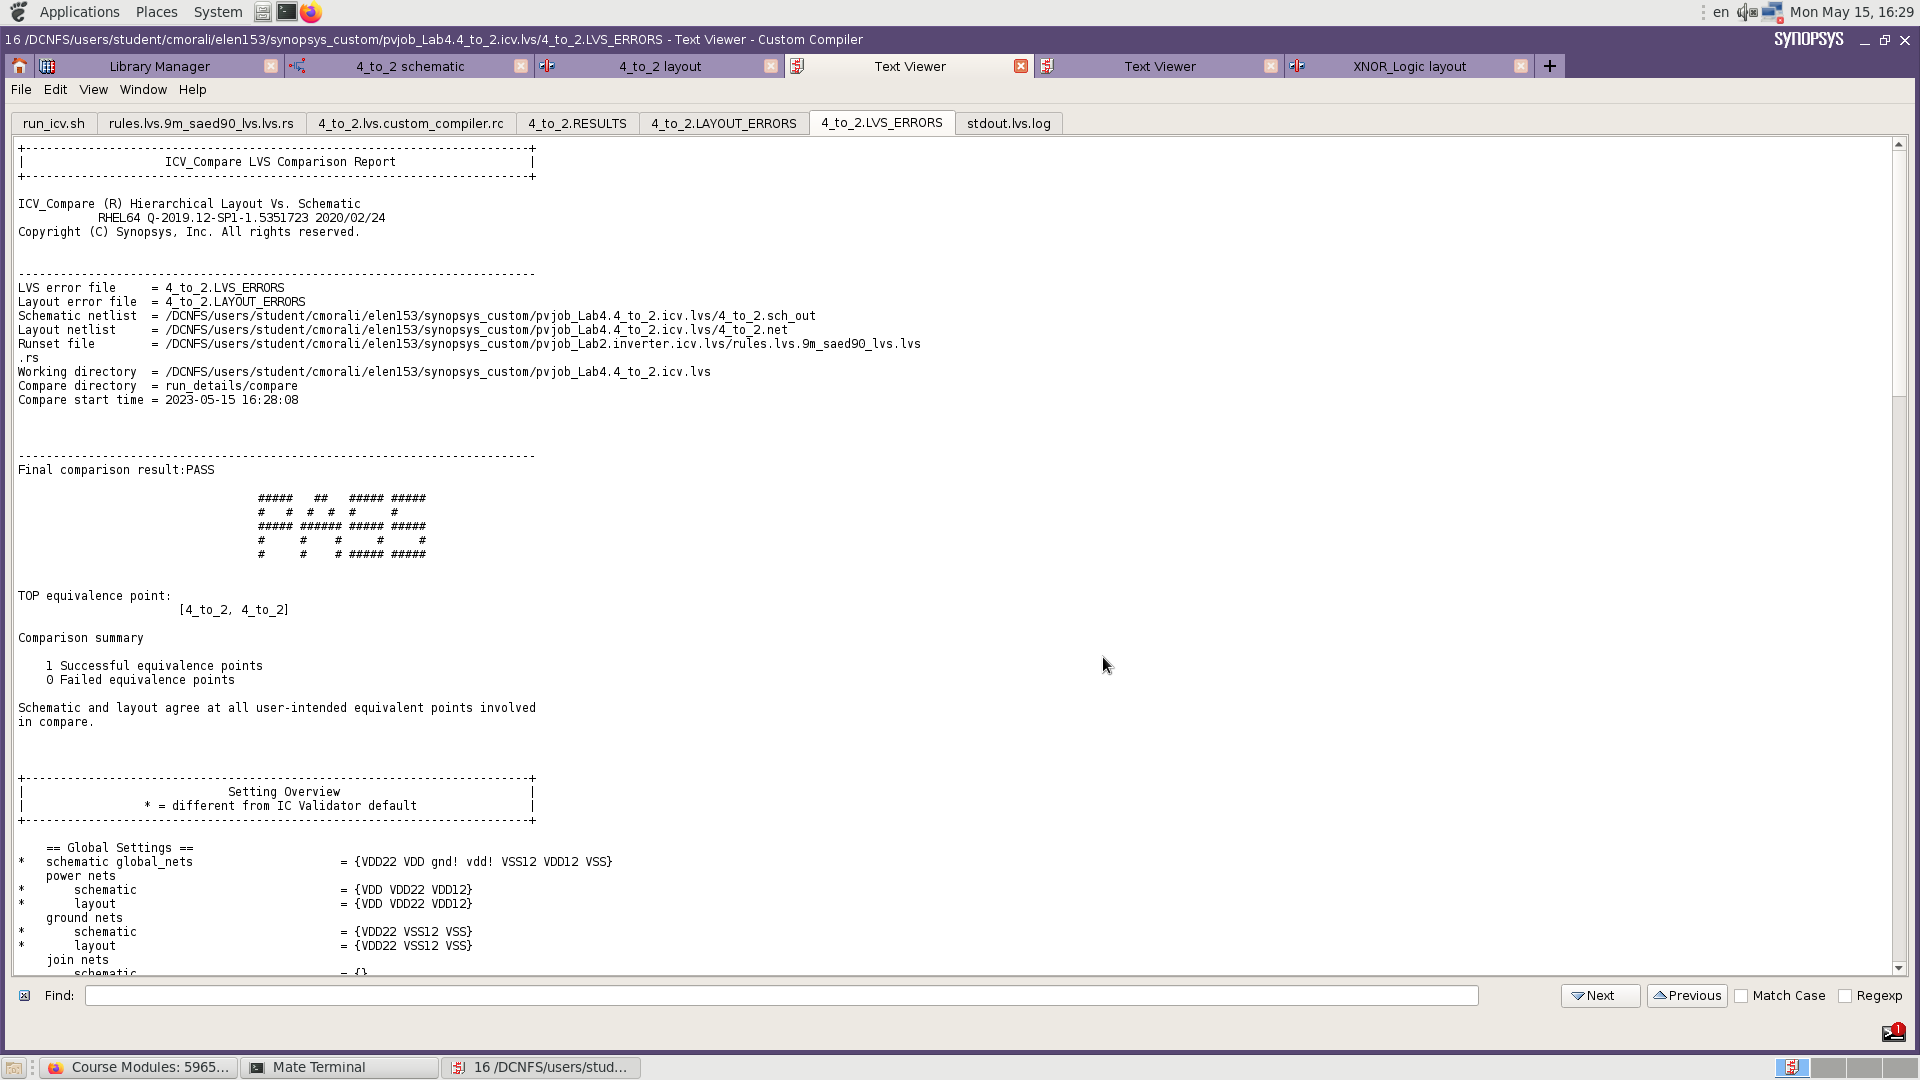 Applications Places System en Mon May 15, 16:29
16 /DCNFS/users/student/cmorali/elen153/synopsys_custom/pvjob_Lab4.4_to_2.icv.lvs/4_to_2.LVS_ERRORS - Text Viewer - Custom Compiler SYNOPSYS
Library Manager 4_to_2 schematic 4_to_2 layout Text Viewer Text Viewer XNOR_Logic layout
File Edit View Window Help
run_icv.sh rules.lvs.9m_saed90_lvs.lvs.rs 4_to_2.lvs.custom_compiler.rc 4_to_2.RESULTS 4_to_2.LAYOUT_ERRORS 4_to_2.LVS_ERRORS stdout.lvs.log
ICV_Compare LVS Comparison Report
ICV_Compare (R) Hierarchical Layout Vs. Schematic
RHEL64 Q-2019.12-SP1-1.5351723 2020/02/24
Copyright (C) Synopsys, Inc. All rights reserved.
LVS error file = 4_to_2.LVS_ERRORS
Layout error file = 4_to_2.LAYOUT_ERRORS
Schematic netlist = /DCNFS/users/student/cmorali/elen153/synopsys_custom/pvjob_Lab4.4_to_2.icv.lvs/4_to_2.sch_out
Layout netlist = /DCNFS/users/student/cmorali/elen153/synopsys_custom/pvjob_Lab4.4_to_2.icv.lvs/4_to_2.net
Runset file = /DCNFS/users/student/cmorali/elen153/synopsys_custom/pvjob_Lab2.inverter.icv.lvs/rules.lvs.9m_saed90_lvs.lvs
.rs
Working directory = /DCNFS/users/student/cmorali/elen153/synopsys_custom/pvjob_Lab4.4_to_2.icv.lvs
Compare directory = run_details/compare
Compare start time = 2023-05-15 16:28:08
Final comparison result:PASS
PASS
TOP equivalence point:
[4_to_2, 4_to_2]
Comparison summary
1 Successful equivalence points
0 Failed equivalence points
Schematic and layout agree at all user-intended equivalent points involved
in compare.
Setting Overview
* = different from IC Validator default
== Global Settings ==
* schematic global_nets = {VDD22 VDD gnd! vdd! VSS12 VDD12 VSS}
power nets
* schematic = {VDD VDD22 VDD12}
* layout = {VDD VDD22 VDD12}
ground nets
* schematic = {VDD22 VSS12 VSS}
* layout = {VDD22 VSS12 VSS}
join nets
schematic = {}
Find: Next Previous Match Case Regexp
1
Course Modules: 5965... Mate Terminal 16 /DCNFS/users/stud...